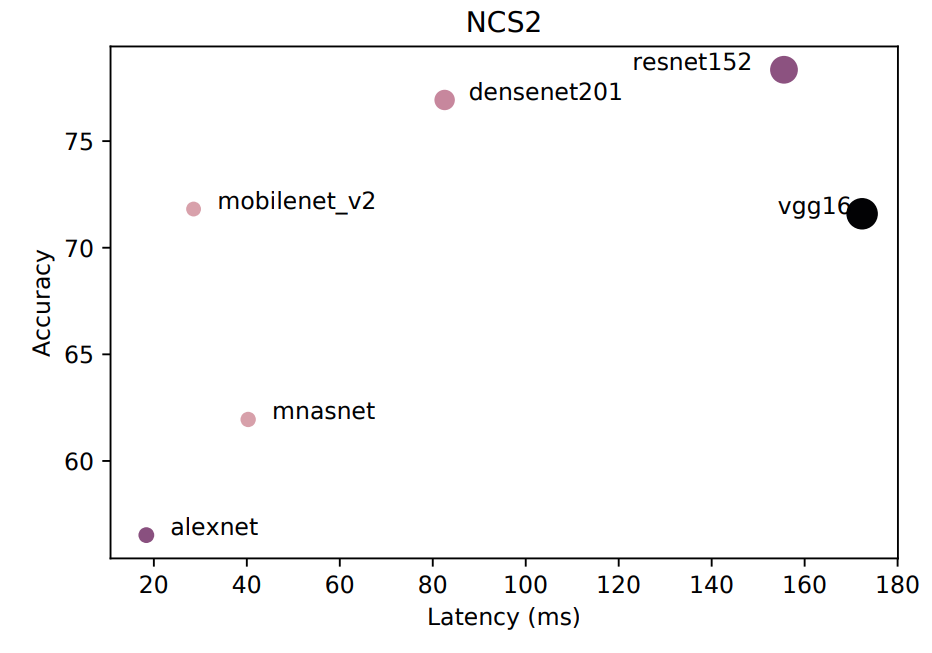 NCS2
resnet152
densenet201
75
mobilenet_v2
vgg16
70
Accuracy
65
mnasnet
60
alexnet
20 40 60 80 100 120 140 160 180
Latency (ms)